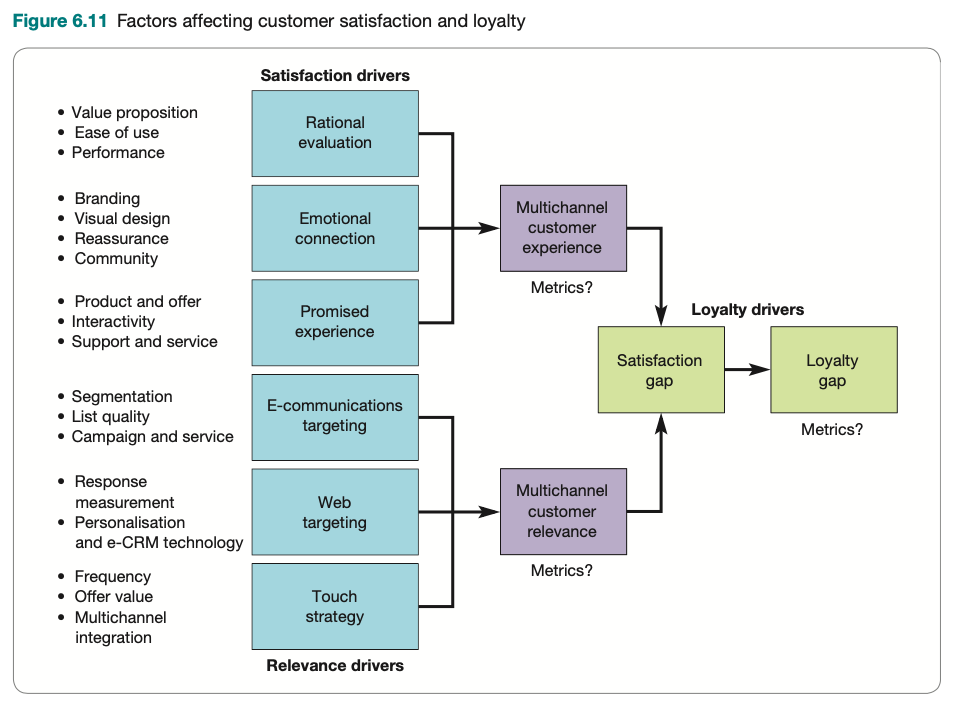 Figure 6.11 Factors affecting customer satisfaction and loyalty
Satisfaction drivers
• Value proposition
• Ease of use
• Performance
Rational
evaluation
• Branding
• Visual design
• Reassurance
• Community
Emotional
connection
• Product and offer
• Interactivity
• Support and service
Promised
experience
• Segmentation
• List quality
• Campaign and service
E-communications
targeting
• Response
measurement
• Personalisation
and e-CRM technology
Web
targeting
• Frequency
• Offer value
• Multichannel
integration
Touch
strategy
Relevance drivers
Multichannel
customer
experience
Metrics?
Multichannel
customer
relevance
Metrics?
Loyalty drivers
Satisfaction
gap
Loyalty
gap
Metrics?